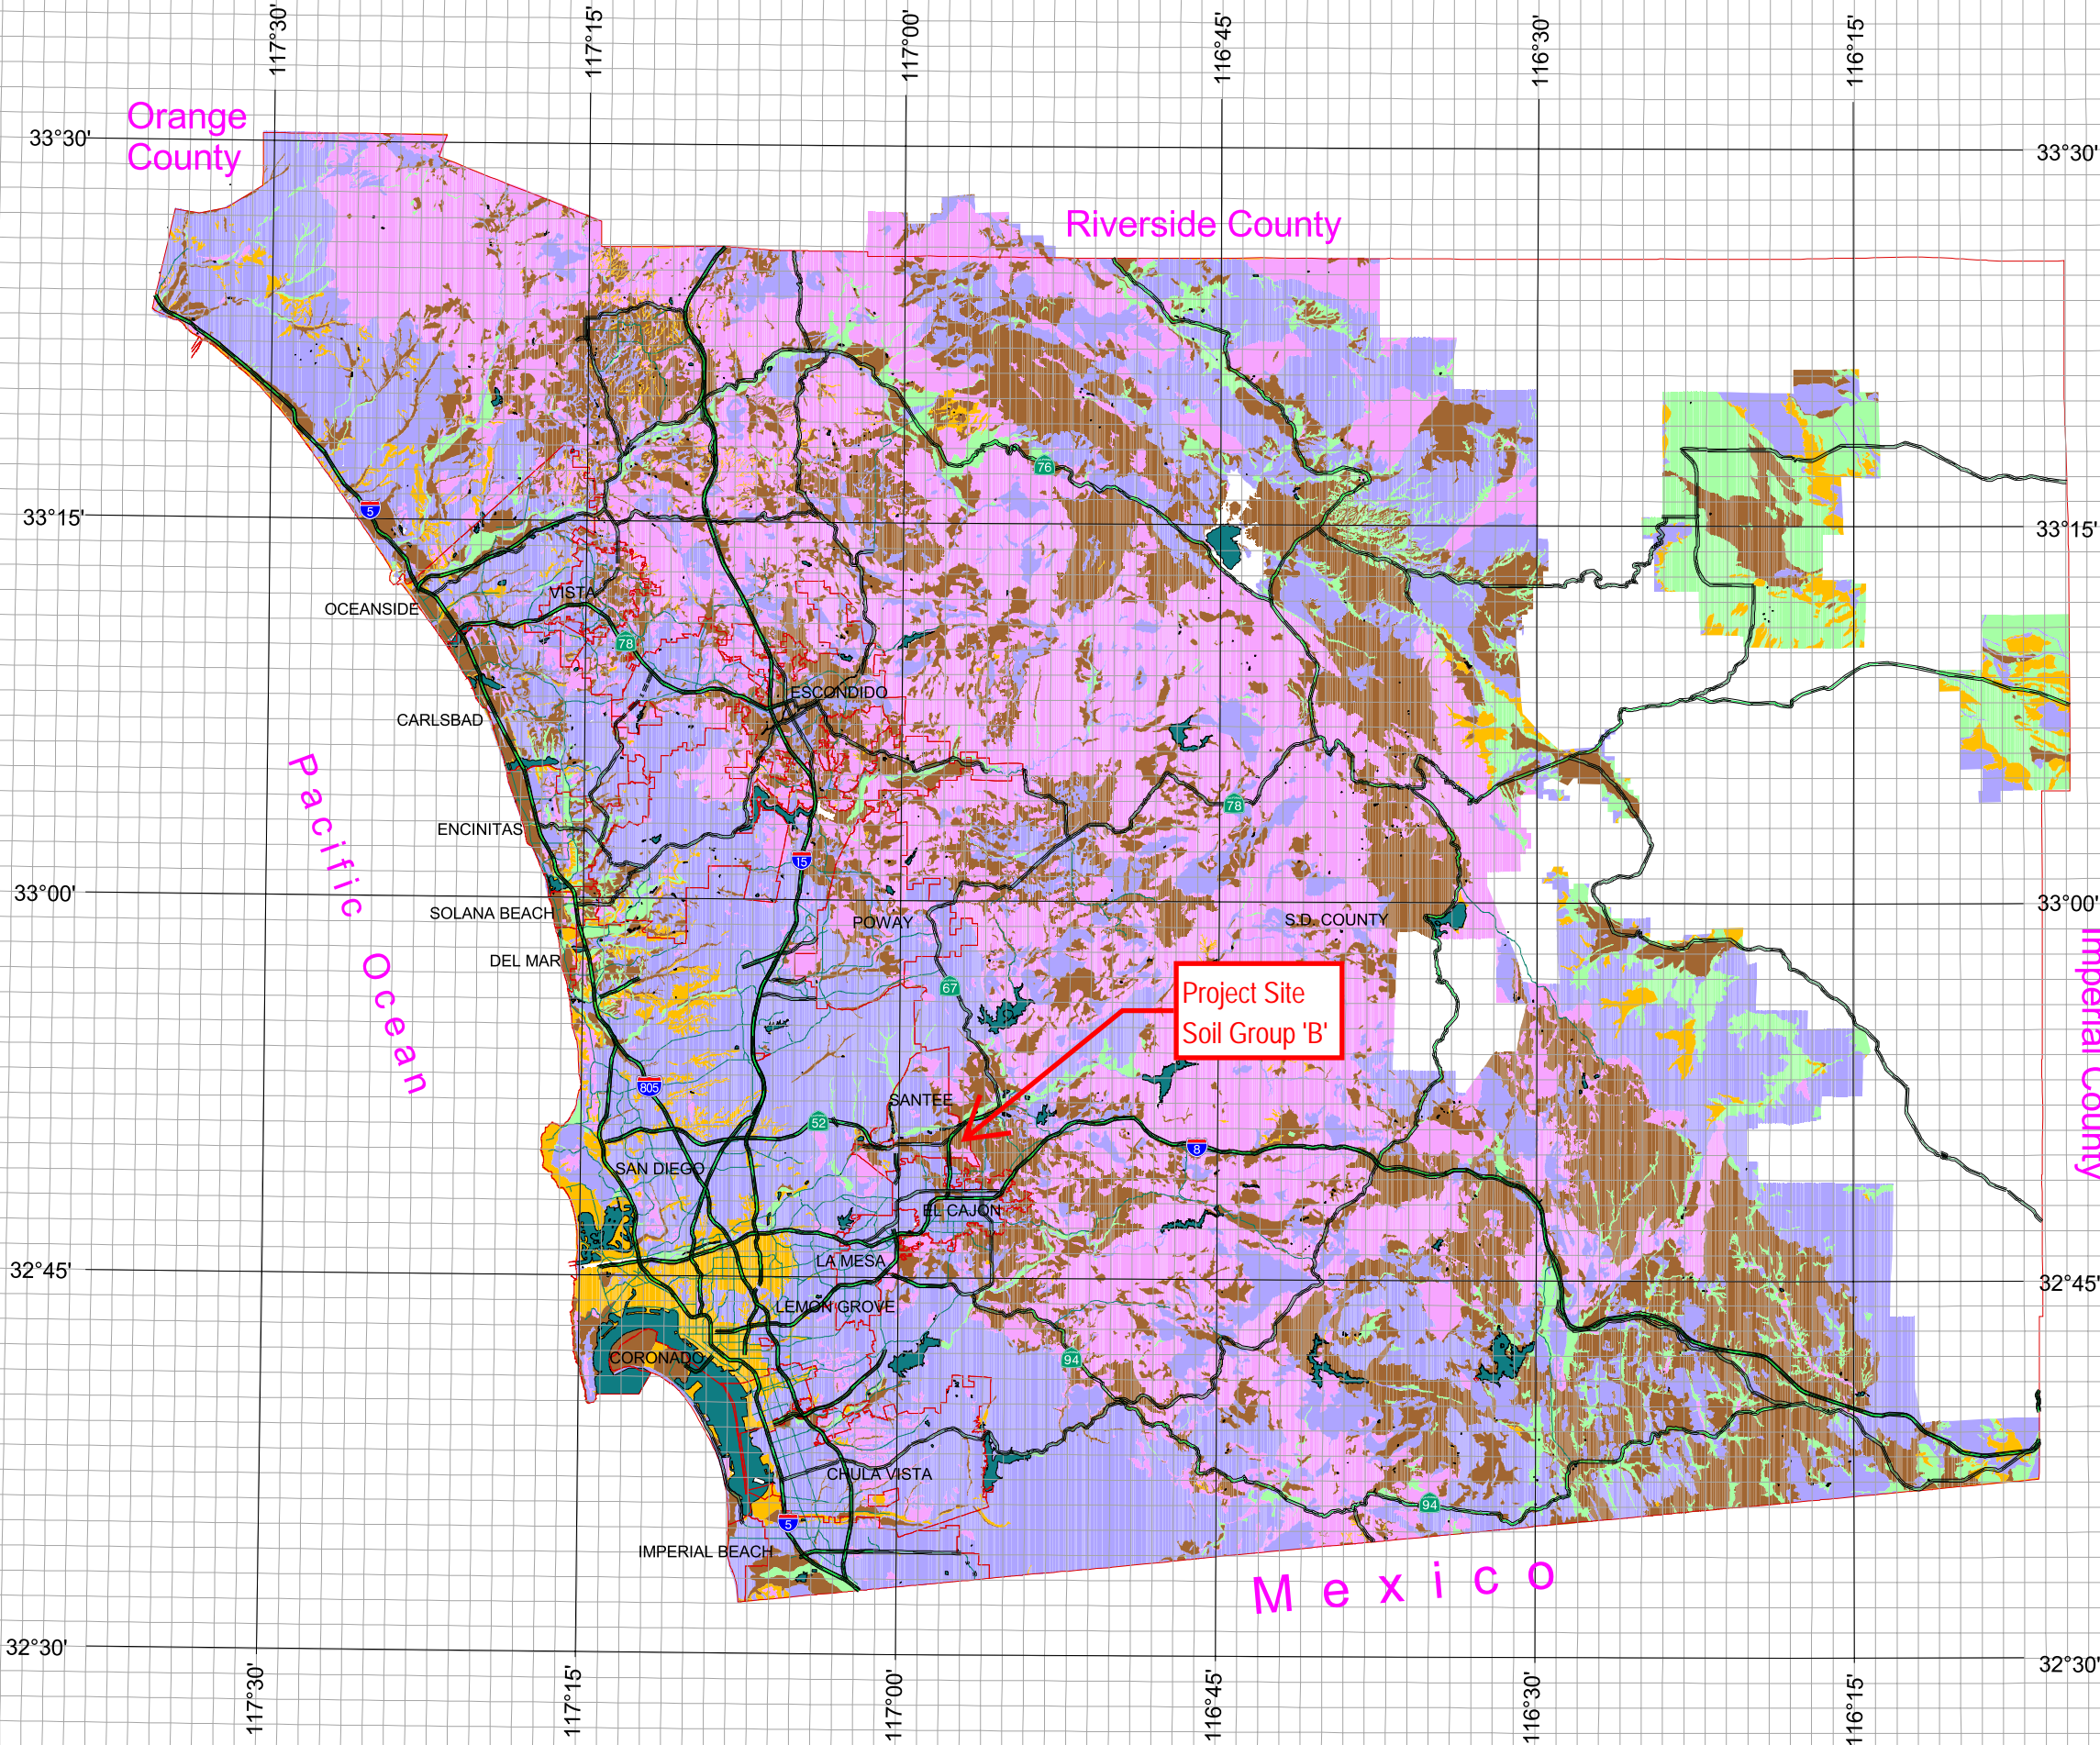 117°30'
117°15'
117°00'
116°45'
116°30'
116°15'
Orange
County
33°30'
33°30'
Riverside County
76
5
33°15'
33°15'
VISTA
OCEANSIDE
78
ESCONDIDO
CARLSBAD
78
ENCINITAS
15
33°00'
33°00'
SOLANA BEACH
POWAY
S.D. COUNTY
DEL MAR
Pacific Ocean
Imperial County
67
Project Site
Soil Group 'B'
805
SANTEE
52
8
SAN DIEGO
EL CAJON
LA MESA
32°45'
32°45'
LEMON GROVE
CORONADO
94
CHULA VISTA
94
5
IMPERIAL BEACH
Mexico
32°30'
32°30'
117°30'
117°15'
117°00'
116°45'
116°30'
116°15'